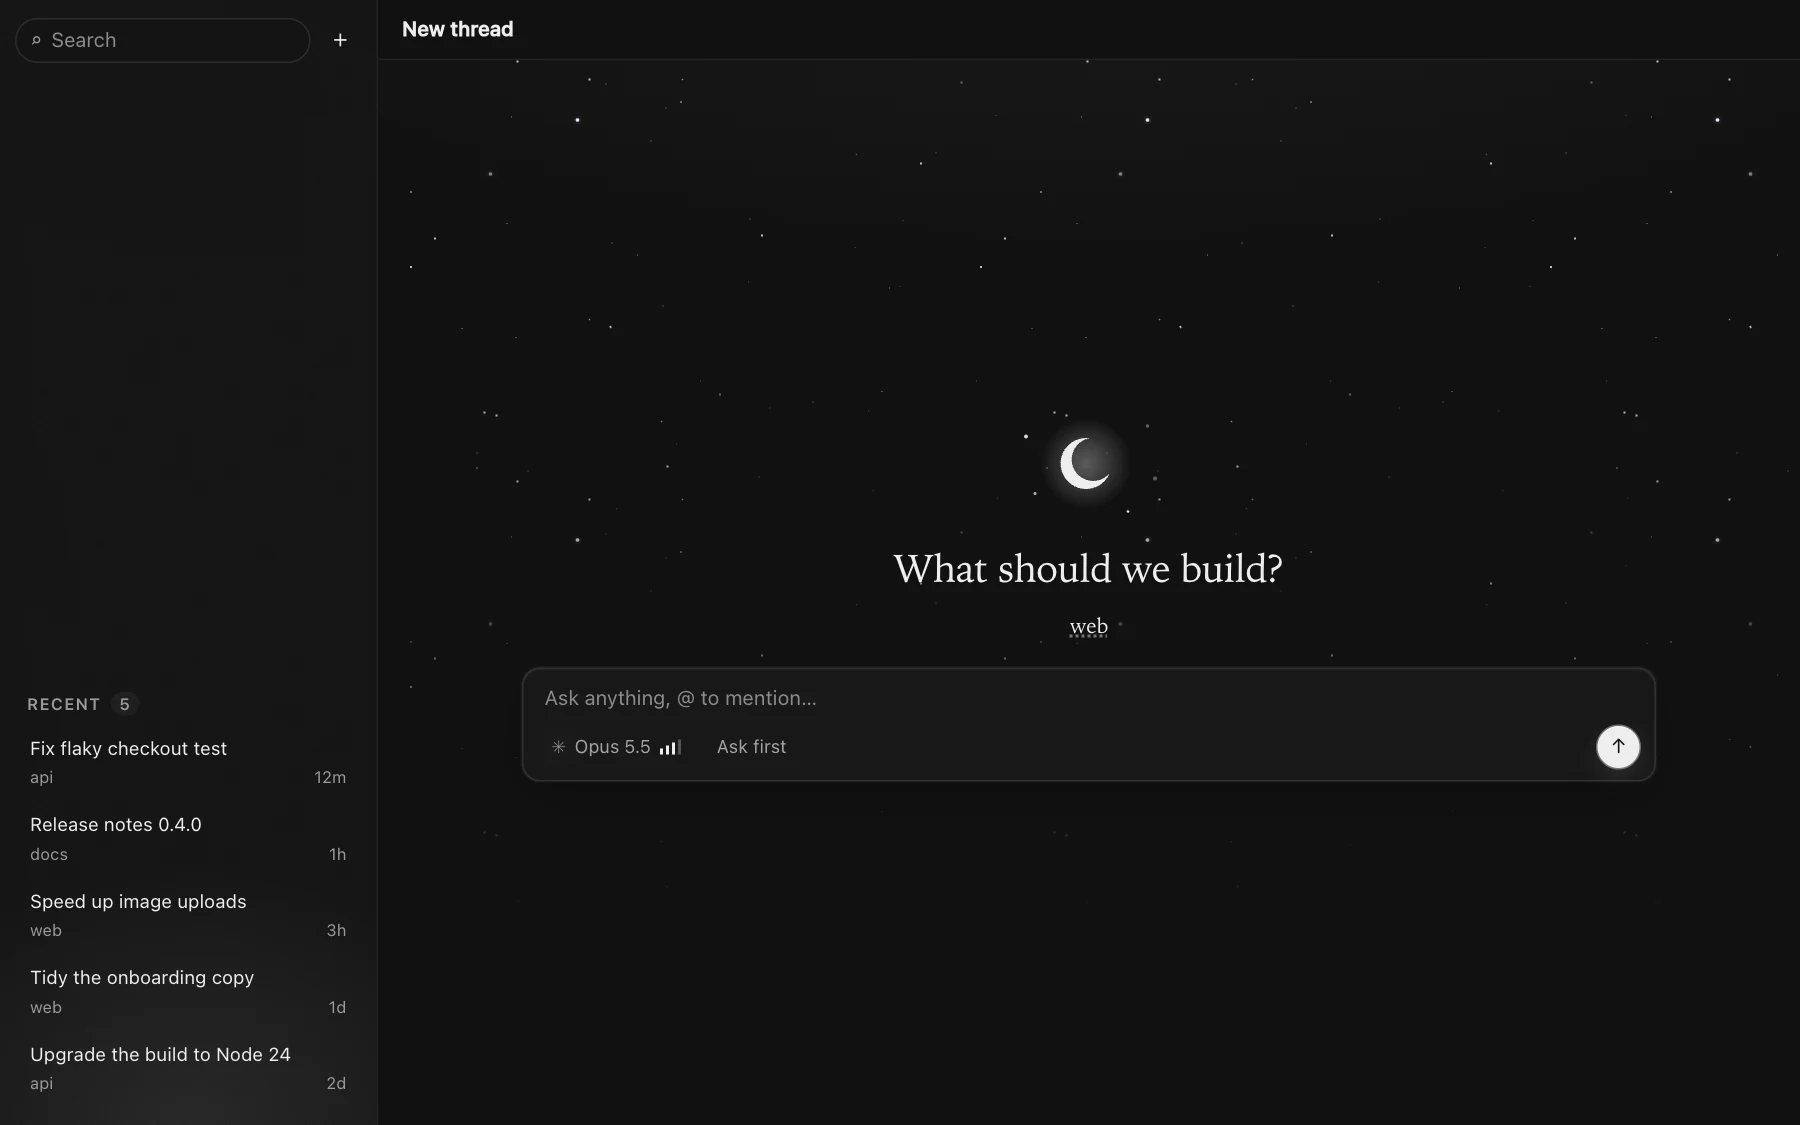 Search
+
New thread
What should we build?
web
Ask anything, @ to mention...
Opus 5.5
Ask first
RECENT 5
Fix flaky checkout test
api 12m
Release notes 0.4.0
docs 1h
Speed up image uploads
web 3h
Tidy the onboarding copy
web 1d
Upgrade the build to Node 24
api 2d